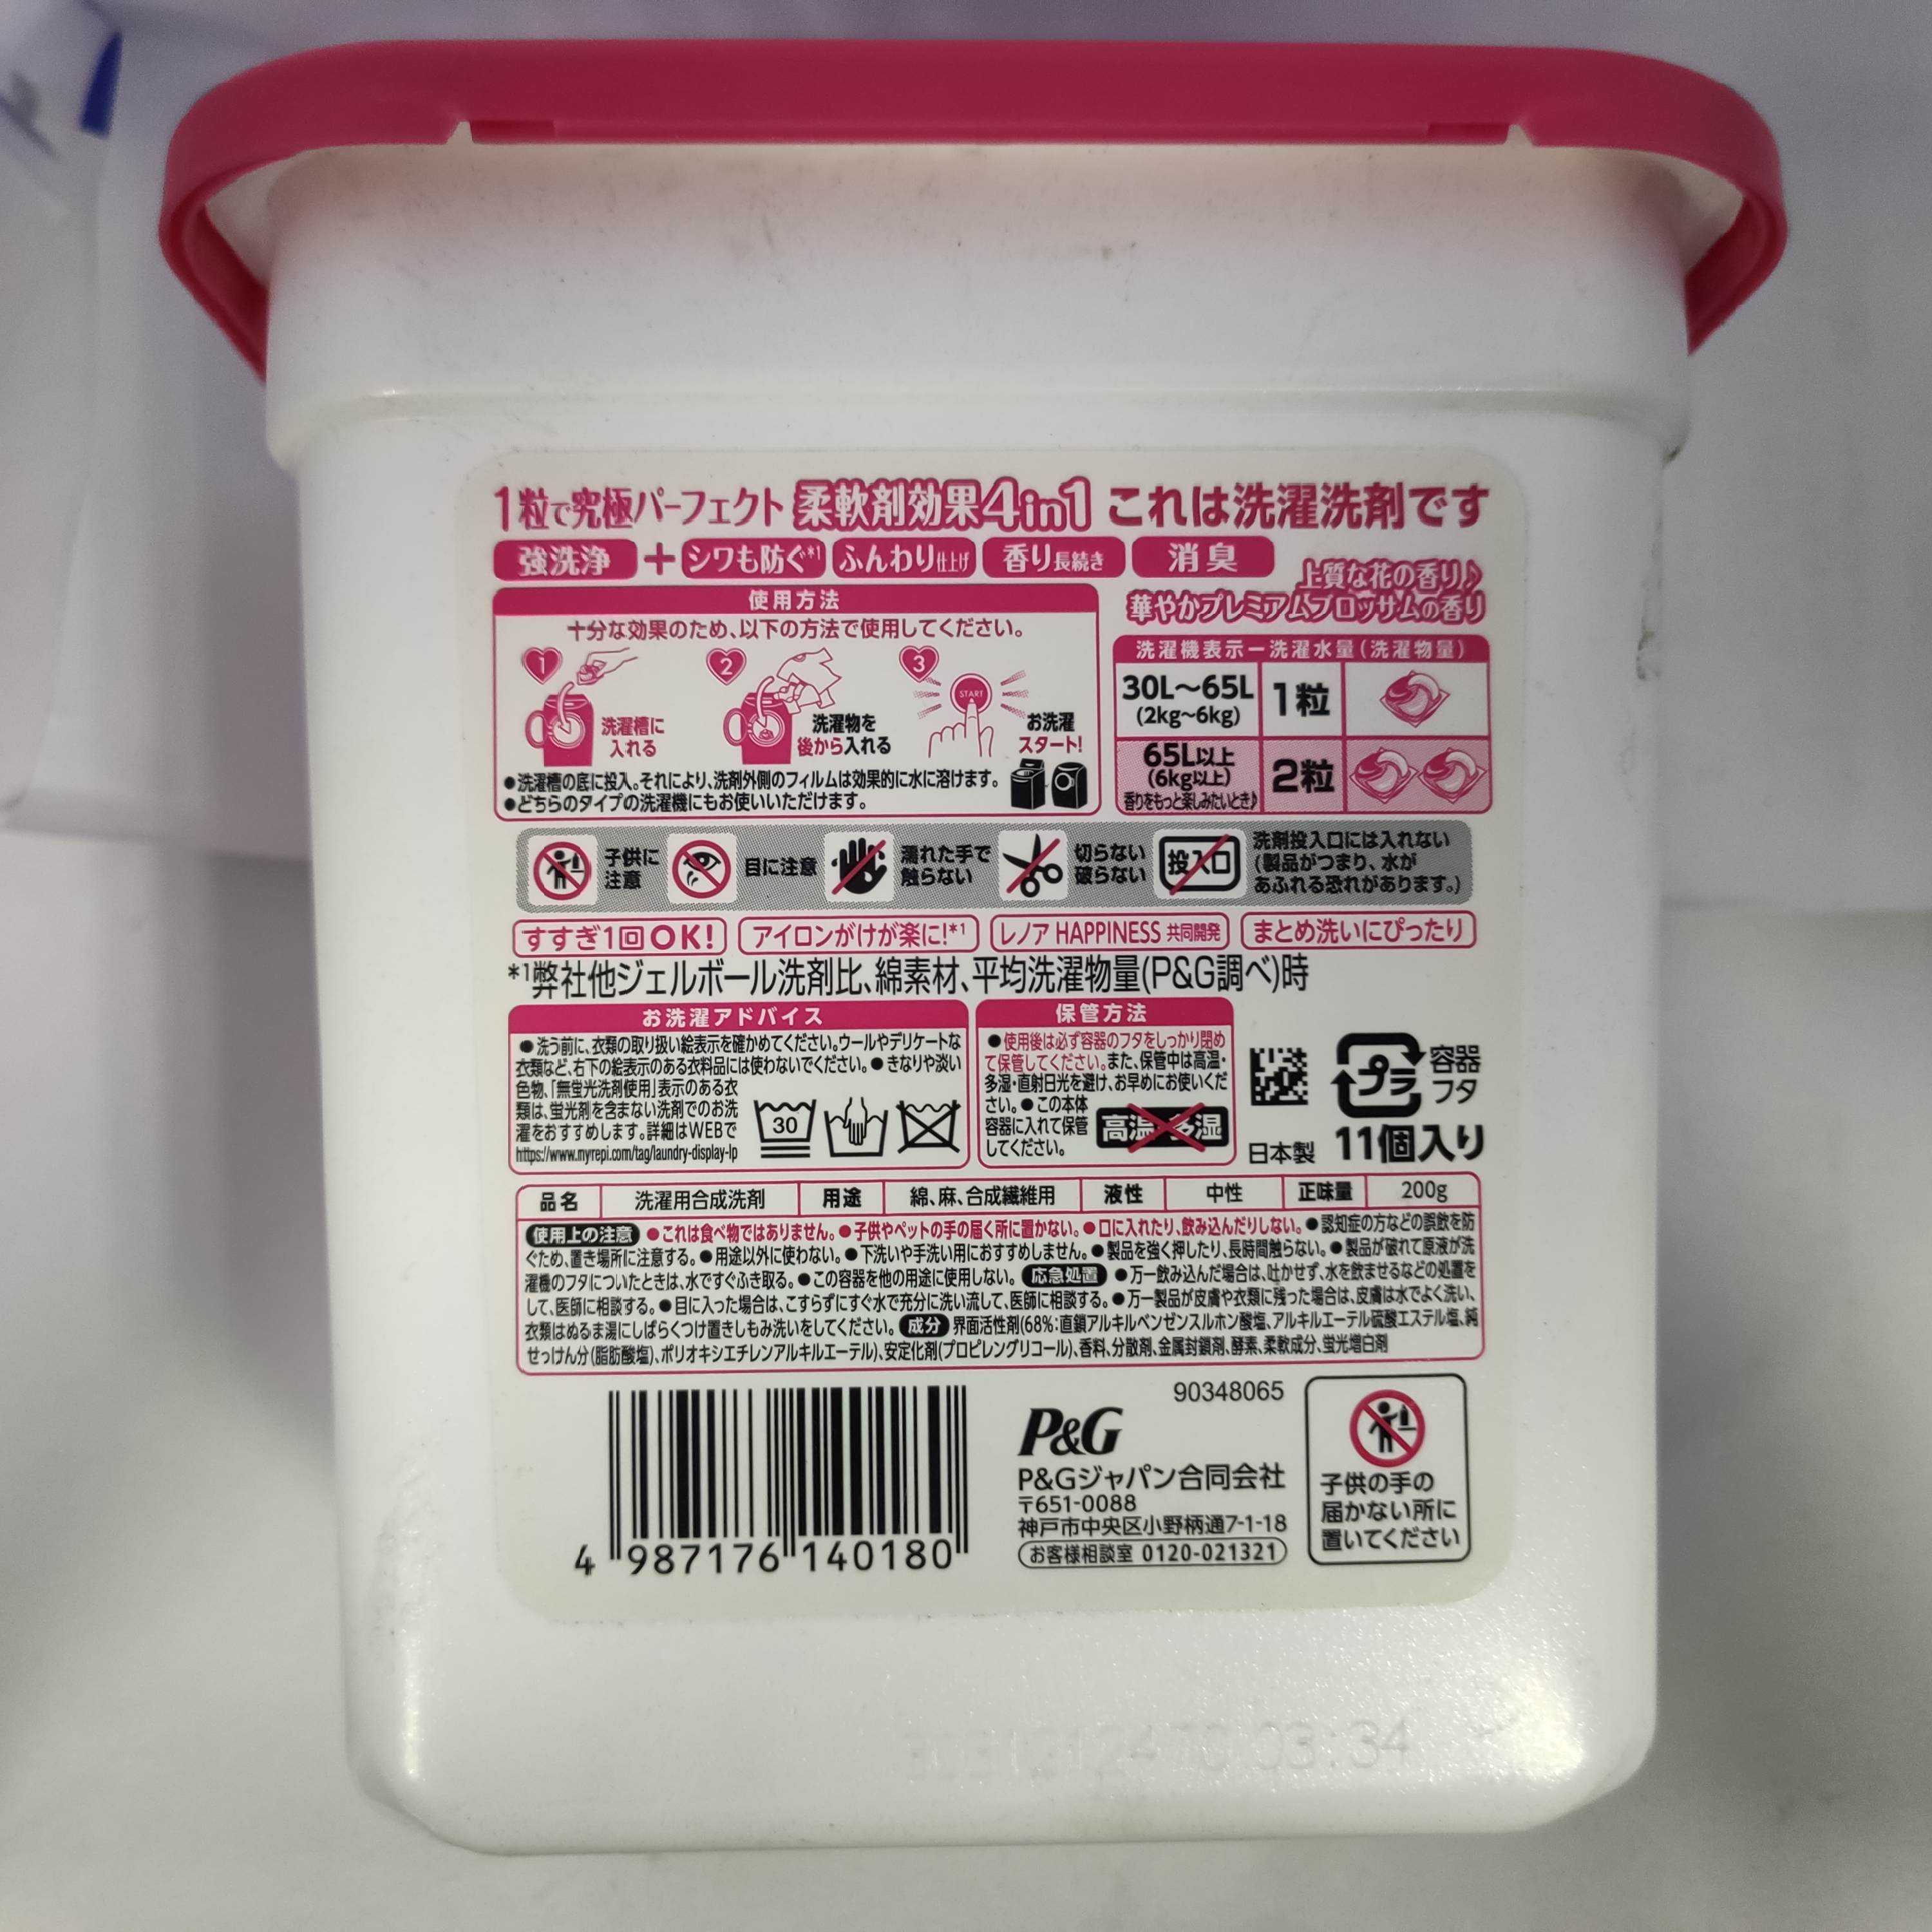 1粒で究極パーフェクト 柔軟剤効果4in1 これは洗濯洗剤です
強洗浄 + シワも防ぐ*1 ふんわり仕上げ 香り長続き 消臭
上質な花の香り♪
華やかプレミアムブロッサムの香り
使用方法
十分な効果のため、以下の方法で使用してください。
1
洗濯槽に
入れる
2
洗濯物を
後から入れる
3
START
お洗濯
スタート!
●洗濯槽の底に投入。それにより、洗剤外側のフィルムは効果的に水に溶けます。
●どちらのタイプの洗濯機にもお使いいただけます。
洗濯機表示ー洗濯水量(洗濯物量)
30L〜65L 1粒
(2kg~6kg)
65L以上 2粒
(6kg以上)
香りをもっと楽しみたいとき♪
子供に
注意
目に注意
濡れた手で
触らない
切らない
破らない
投入口
洗剤投入口には入れない
(製品がつまり、水が
あふれる恐れがあります。)
すすぎ1回OK! アイロンがけが楽に!*1 レノア HAPPINESS 共同開発 まとめ洗いにぴったり
*1弊社他ジェルボール洗剤比、綿素材、平均洗濯物量(P&G調べ)時
お洗濯アドバイス
●洗う前に、衣類の取り扱い絵表示を確かめてください。ウールやデリケートな
衣類など、右下の絵表示のある衣料品には使わないでください。●きなりや淡い
色物、「無蛍光洗剤使用」表示のある衣
類は、蛍光剤を含まない洗剤でのお洗
濯をおすすめします。詳細はWEBで
https://www.myrepi.com/tag/laundry-display-lp
30
保管方法
●使用後は必ず容器のフタをしっかり閉め
て保管してください。また、保管中は高温・
多湿・直射日光を避け、お早めにお使いくだ
さい。●この本体
容器に入れて保管
してください。
高温 多湿
プラ
容器
フタ
日本製 11個入り
品名 洗濯用合成洗剤 用途 綿、麻、合成繊維用 液性 中性 正味量 200g
使用上の注意 ●これは食べ物ではありません。●子供やペットの手の届く所に置かない。●口に入れたり、飲み込んだりしない。●認知症の方などの誤飲を防
ぐため、置き場所に注意する。●用途以外に使わない。●下洗いや手洗い用におすすめしません。●製品を強く押したり、長時間触らない。●製品が破れて原液が洗
濯機のフタについたときは、水ですぐふき取る。●この容器を他の用途に使用しない。 応急処置 ●万一飲み込んだ場合は、吐かせず、水を飲ませるなどの処置を
して、医師に相談する。●目に入った場合は、こすらずにすぐ水で充分に洗い流して、医師に相談する。●万一製品が皮膚や衣類に残った場合は、皮膚は水でよく洗い、
衣類はぬるま湯にしばらくつけ置きしもみ洗いをしてください。 成分 界面活性剤(68%:直鎖アルキルベンゼンスルホン酸塩、アルキルエーテル硫酸エステル塩、純
せっけん分(脂肪酸塩)、ポリオキシエチレンアルキルエーテル)、安定化剤(プロピレングリコール)、香料、分散剤、金属封鎖剤、酵素、柔軟成分、蛍光増白剤
4 987176 140180
90348065
P&G
P&Gジャパン合同会社
〒651-0088
神戸市中央区小野柄通7-1-18
お客様相談室 0120-021321
子供の手の
届かない所に
置いてください
03:34